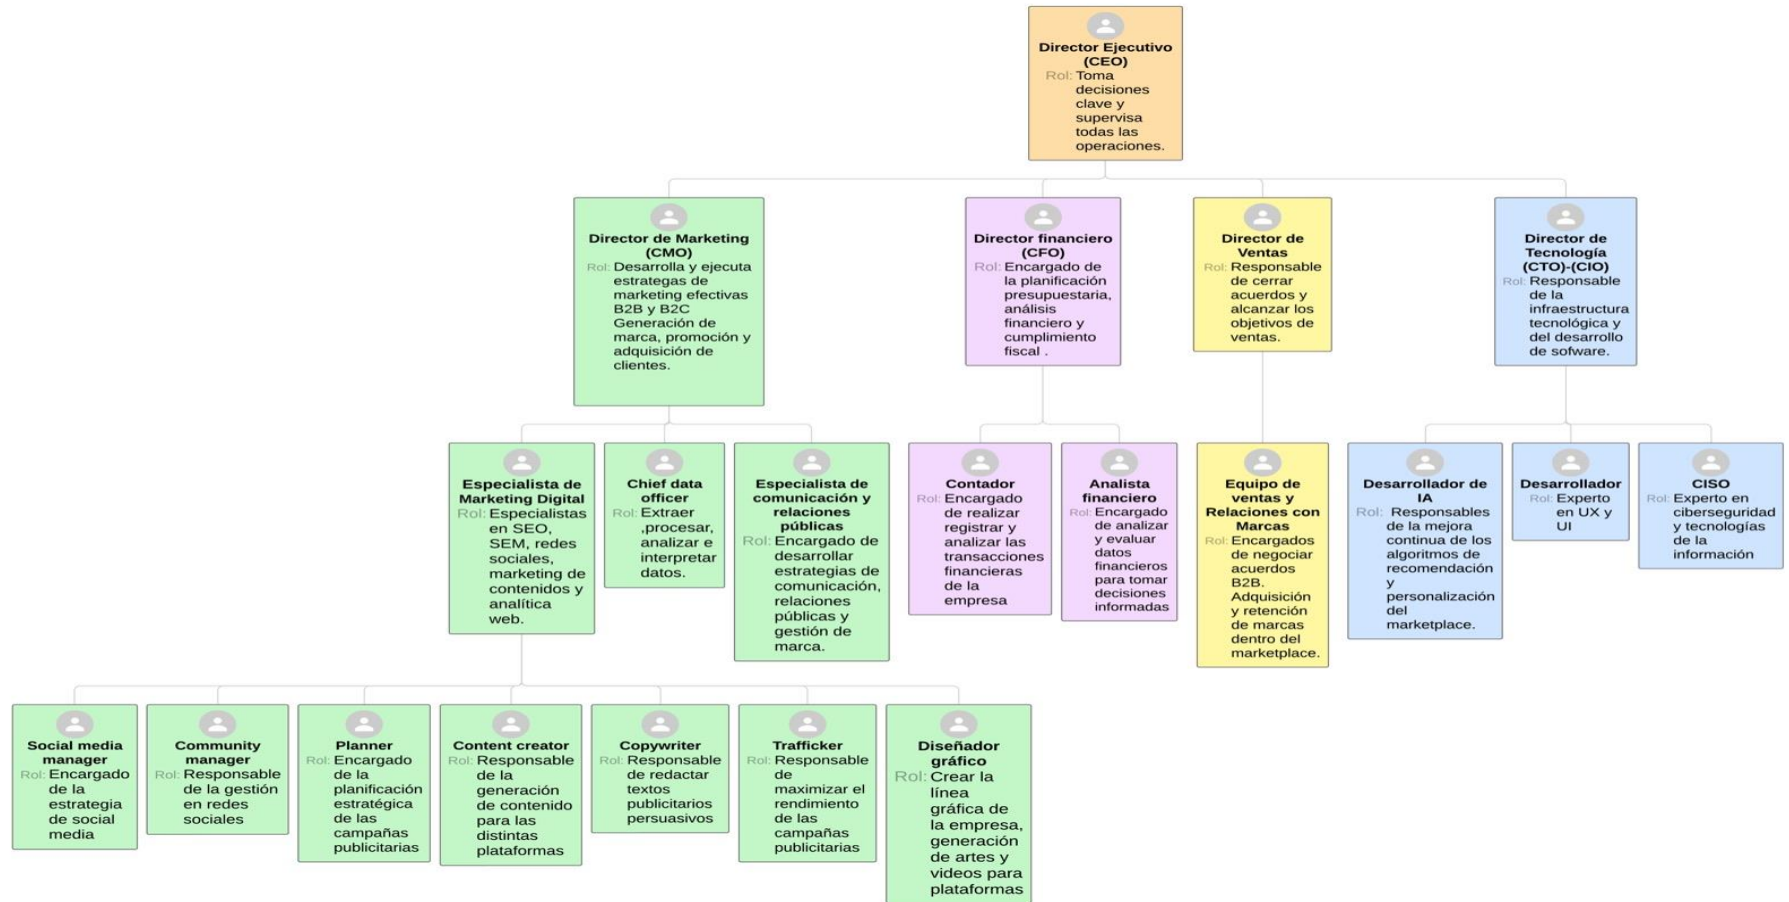 Director Ejecutivo
(CEO)
Rol: Toma
decisiones
clave y
supervisa
todas las
operaciones.
Director de Marketing
(CMO)
Rol: Desarrolla y ejecuta
estrategas de
marketing efectivas
B2B y B2C
Generación de
marca, promoción y
adquisición de
clientes.
Director financiero
(CFO)
Rol: Encargado de
la planificación
presupuestaria,
análisis
financiero y
cumplimiento
fiscal .
Director de
Ventas
Rol: Responsable
de cerrar
acuerdos y
alcanzar los
objetivos de
ventas.
Director de
Tecnología
(CTO)-(CIO)
Rol: Responsable
de la
infraestructura
tecnológica y
del desarrollo
de sofware.
Especialista de
Marketing Digital
Rol: Especialistas
en SEO,
SEM, redes
sociales,
marketing de
contenidos y
analítica
web.
Chief data
officer
Rol: Extraer
,procesar,
analizar e
interpretar
datos.
Especialista de
comunicación y
relaciones
públicas
Rol: Encargado de
desarrollar
estrategias de
comunicación,
relaciones
públicas y
gestión de
marca.
Contador
Rol: Encargado
de realizar
registrar y
analizar las
transacciones
financieras
de la
empresa
Analista
financiero
Rol: Encargado
de analizar
y evaluar
datos
financieros
para tomar
decisiones
informadas
Equipo de
ventas y
Relaciones con
Marcas
Rol: Encargados
de negociar
acuerdos
B2B.
Adquisición
y retención
de marcas
dentro del
marketplace.
Desarrollador de
IA
Rol: Responsables
de la mejora
continua de los
algoritmos de
recomendación
y
personalización
del
marketplace.
Desarrollador
Rol: Experto
en UX y
UI
CISO
Rol: Experto en
ciberseguridad
y tecnologías
de la
información
Social media
manager
Rol: Encargado
de la
estrategia
de social
media
Community
manager
Rol: Responsable
de la gestión
en redes
sociales
Planner
Rol: Encargado
de la
planificación
estratégica
de las
campañas
publicitarias
Content creator
Rol: Responsable
de la
generación
de contenido
para las
distintas
plataformas
Copywriter
Rol: Responsable
de redactar
textos
publicitarios
persuasivos
Trafficker
Rol: Responsable
de
maximizar el
rendimiento
de las
campañas
publicitarias
Diseñador
gráfico
Rol: Crear la
línea
gráfica de
la empresa,
generación
de artes y
videos para
plataformas